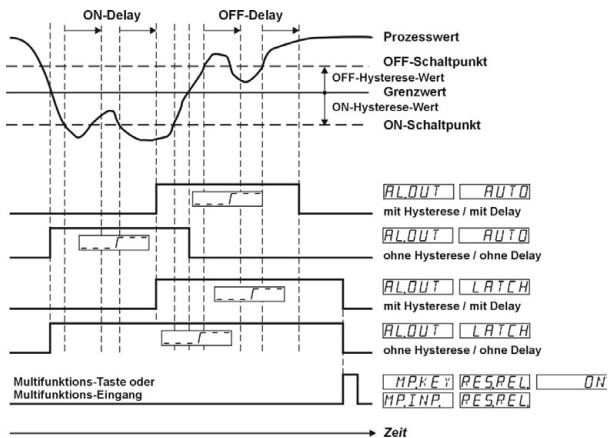 ON-Delay OFF-Delay
Prozesswert
OFF-Schaltpunkt
OFF-Hysterese-Wert
Grenzwert
ON-Hysterese-Wert
ON-Schaltpunkt
AL.OUT AUTO
mit Hysterese / mit Delay
AL.OUT AUTO
ohne Hysterese / ohne Delay
AL.OUT LATCH
mit Hysterese / mit Delay
AL.OUT LATCH
ohne Hysterese / ohne Delay
Multifunktions-Taste oder
Multifunktions-Eingang
MP.KEY RES.REL. ON
MP.INP. RES.REL.
Zeit